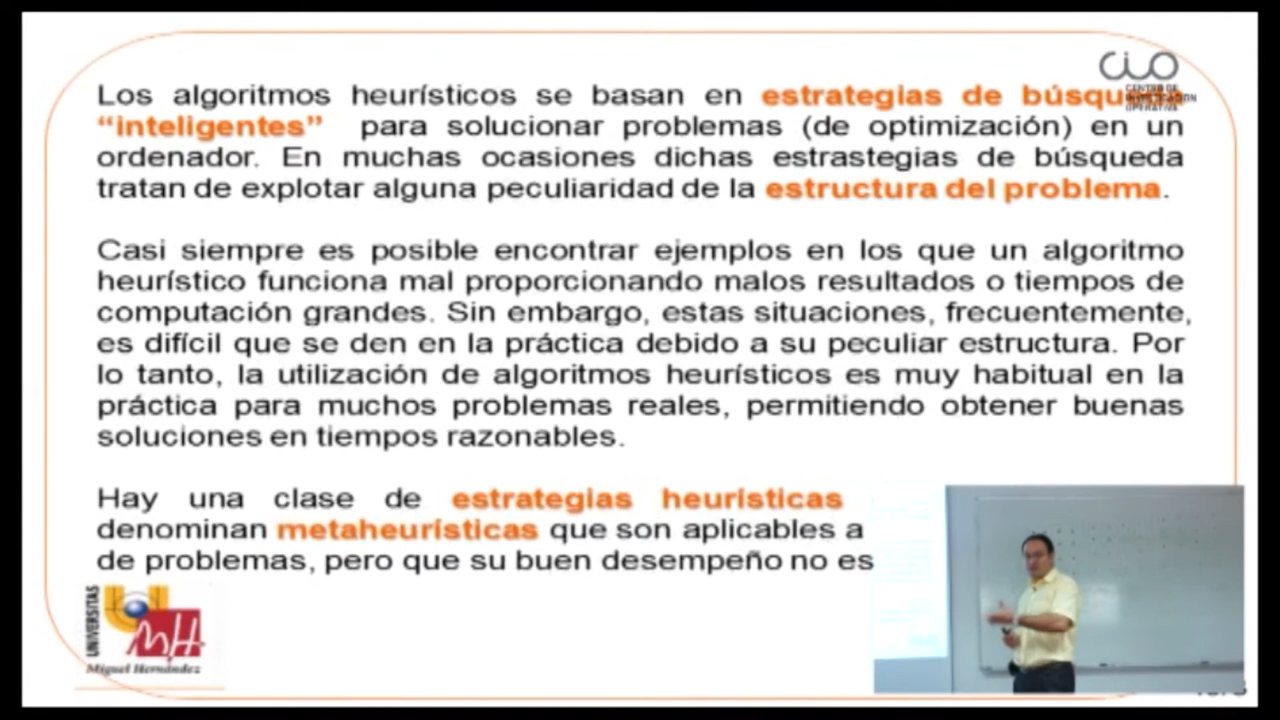 Los algoritmos heurísticos se basan en estrategias de
"inteligentes" para solucionar problemas (de optimización) en un
ordenador. En muchas ocasiones dichas estrastegias de búsqueda
tratan de explotar alguna peculiaridad de la estructura del problema.
Casi siempre es posible encontrar ejemplos en los que un algoritmo
heurístico funciona mal proporcionando malos resultados o tiempos de
computación grandes. Sin embargo, estas situaciones, frecuentemente,
es difícil que se den en la práctica debido a su peculiar estructura. Por
lo tanto, la utilización de algoritmos heurísticos es muy habitual en la
práctica para muchos problemas reales, permitiendo obtener buenas
soluciones en tiempos razonables.
Hay una clase de estrategias heurísticas
denominan metaheurísticas que son aplicables a
de problemas, pero que su buen desempeño no es
CIO
CENTRO DE
INVESTIGACION
OPERATIVA
UNIVERSITAS
Miguel Hernández